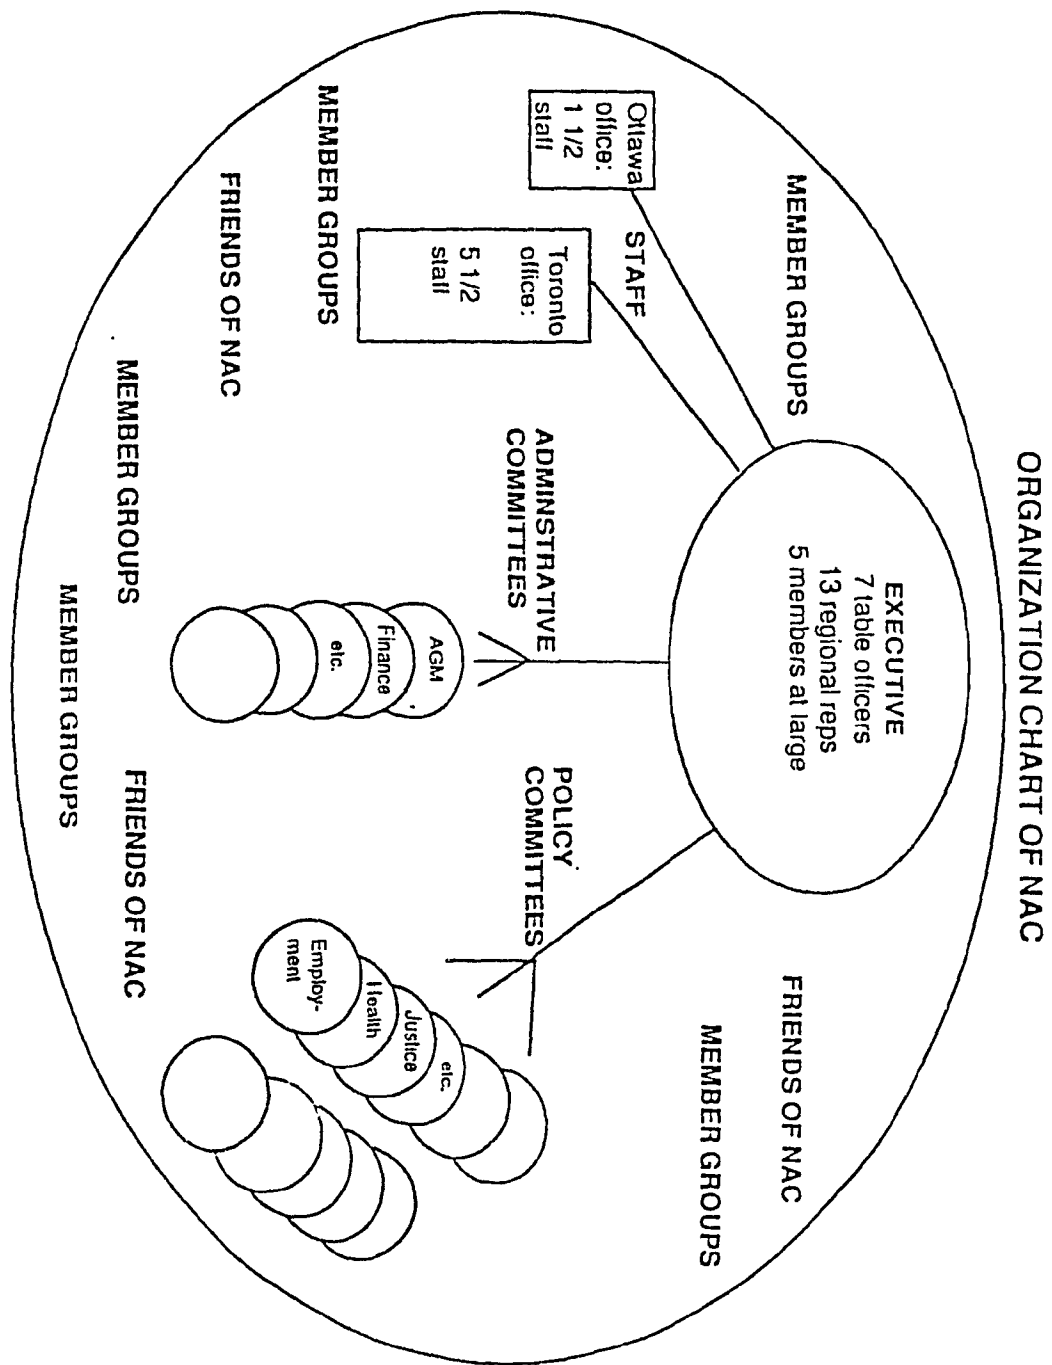 ORGANIZATION CHART OF NAC
EXECUTIVE
7 table officers
13 regional reps
5 members at large
MEMBER GROUPS
FRIENDS OF NAC
MEMBER GROUPS
Ottawa
office:
1 1/2
staff
STAFF
Toronto
office:
5 1/2
staff
ADMINSTRATIVE
COMMITTEES
AGM
Finance
etc.
POLICY
COMMITTEES
etc.
Justice
Health
Employ-
ment
MEMBER GROUPS
FRIENDS OF NAC
MEMBER GROUPS
FRIENDS OF NAC
MEMBER GROUPS